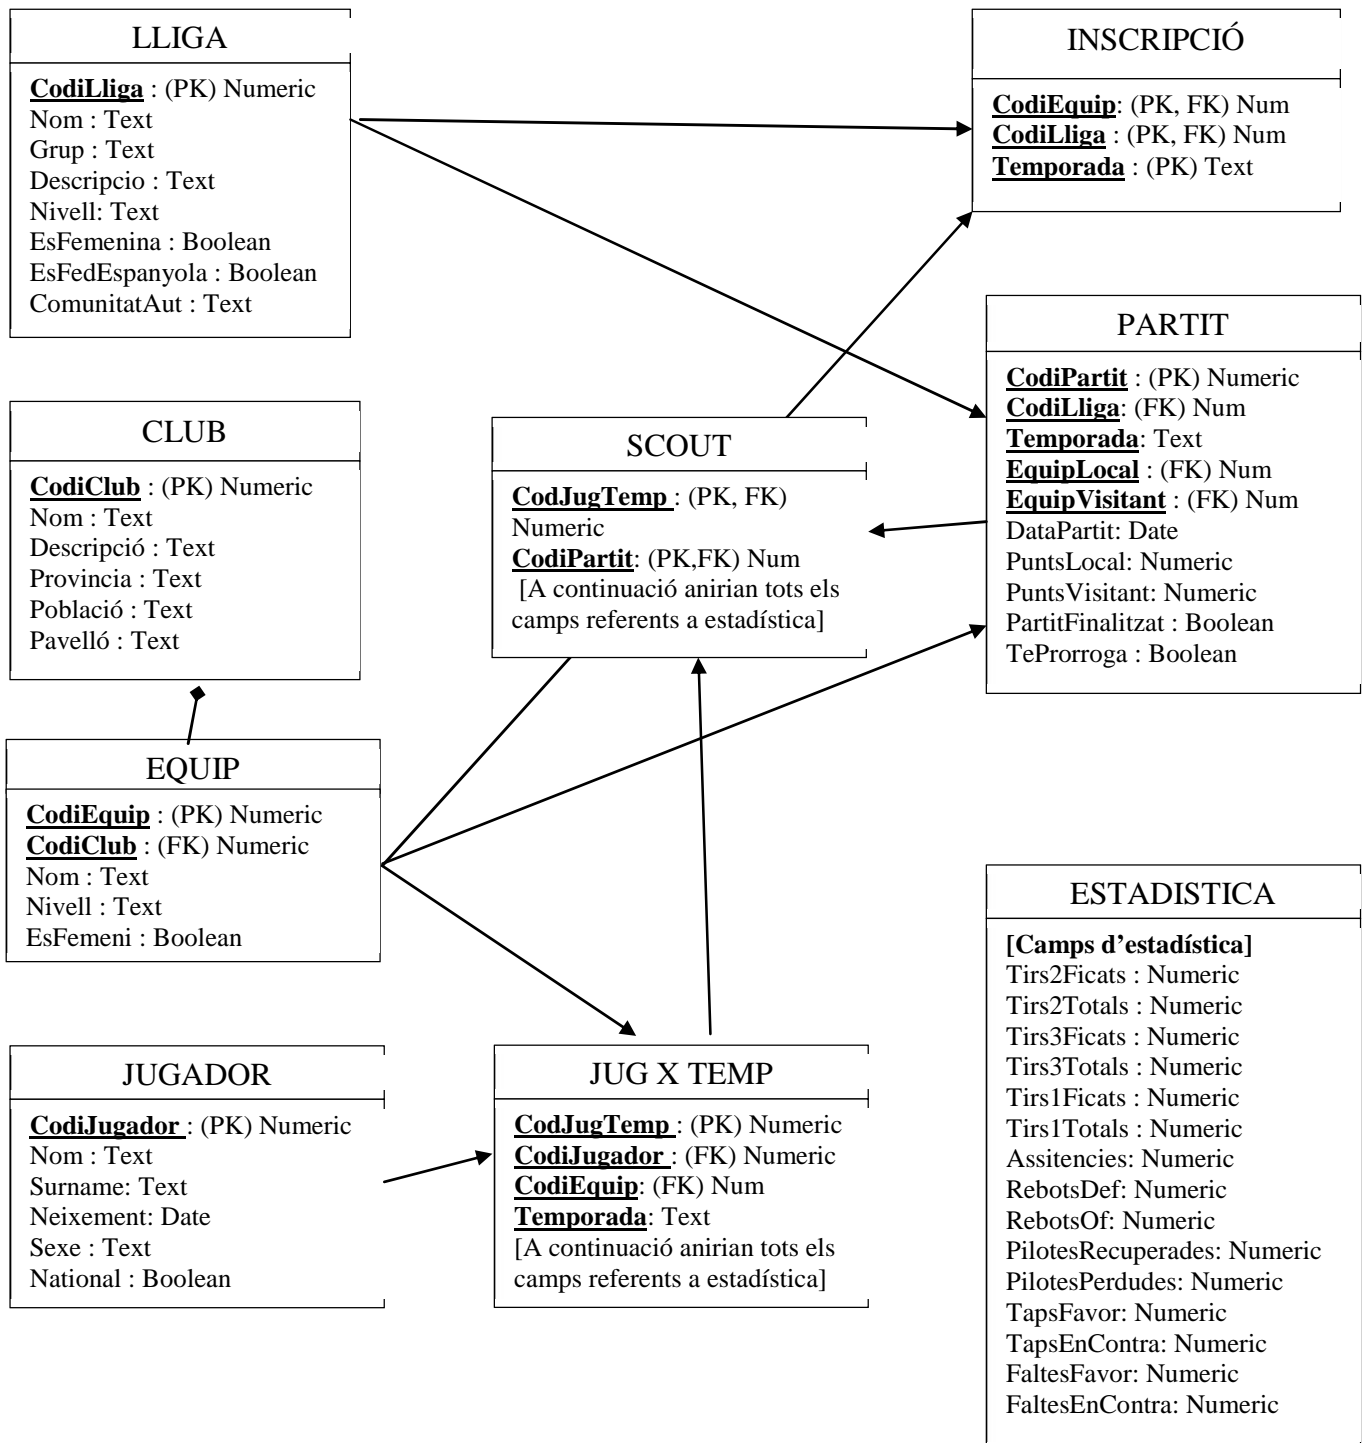 LLIGA
CodiLliga : (PK) Numeric
Nom : Text
Grup : Text
Descripcio : Text
Nivell: Text
EsFemenina : Boolean
EsFedEspanyola : Boolean
ComunitatAut : Text
INSCRIPCIÓ
CodiEquip: (PK, FK) Num
CodiLliga : (PK, FK) Num
Temporada : (PK) Text
PARTIT
CodiPartit : (PK) Numeric
CodiLliga: (FK) Num
Temporada: Text
EquipLocal : (FK) Num
EquipVisitant : (FK) Num
DataPartit: Date
PuntsLocal: Numeric
PuntsVisitant: Numeric
PartitFinalitzat : Boolean
TeProrroga : Boolean
CLUB
CodiClub : (PK) Numeric
Nom : Text
Descripció : Text
Provincia : Text
Població : Text
Pavelló : Text
SCOUT
CodJugTemp : (PK, FK)
Numeric
CodiPartit: (PK,FK) Num
[A continuació anirian tots els
camps referents a estadística]
EQUIP
CodiEquip : (PK) Numeric
CodiClub : (FK) Numeric
Nom : Text
Nivell : Text
EsFemeni : Boolean
JUGADOR
CodiJugador : (PK) Numeric
Nom : Text
Surname: Text
Neixement: Date
Sexe : Text
National : Boolean
JUG X TEMP
CodJugTemp : (PK) Numeric
CodiJugador : (FK) Numeric
CodiEquip: (FK) Num
Temporada: Text
[A continuació anirian tots els
camps referents a estadística]
ESTADISTICA
[Camps d’estadística]
Tirs2Ficats : Numeric
Tirs2Totals : Numeric
Tirs3Ficats : Numeric
Tirs3Totals : Numeric
Tirs1Ficats : Numeric
Tirs1Totals : Numeric
Assitencies: Numeric
RebotsDef: Numeric
RebotsOf: Numeric
PilotesRecuperades: Numeric
PilotesPerdudes: Numeric
TapsFavor: Numeric
TapsEnContra: Numeric
FaltesFavor: Numeric
FaltesEnContra: Numeric